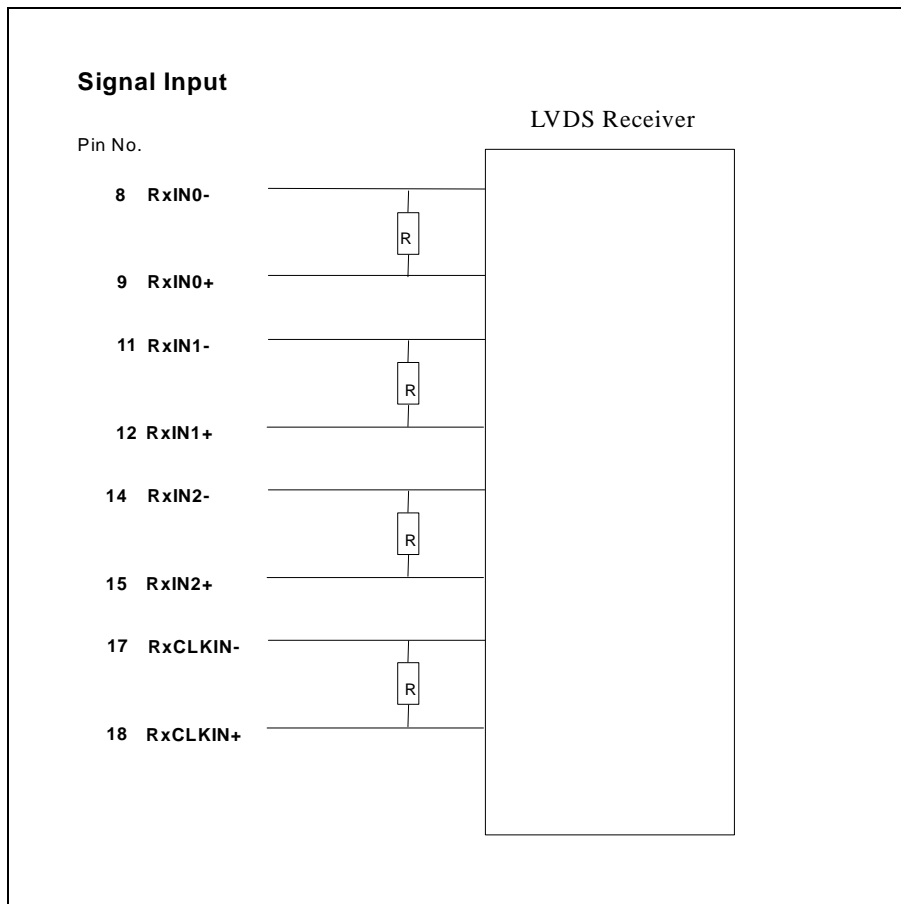 Signal Input
LVDS Receiver
Pin No.
8 RxIN0-
R
9 RxIN0+
11 RxIN1-
R
12 RxIN1+
14 RxIN2-
R
15 RxIN2+
17 RxCLKIN-
R
18 RxCLKIN+